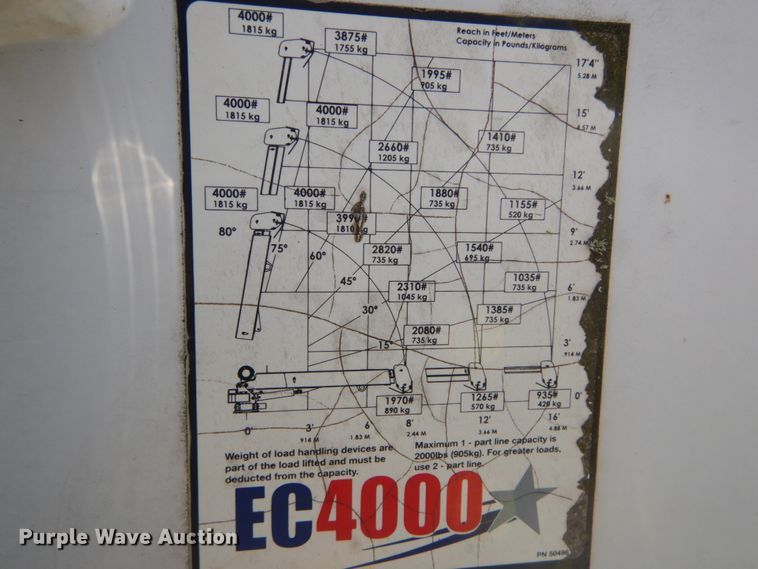 4000#
1815 kg
3875#
1755 kg
Reach in Feet/Meters
Capacity in Pounds/Kilograms
17'4"
5.28 M
1995#
905 kg
4000#
1815 kg
4000#
1815 kg
15'
4.57 M
2660#
1205 kg
1410#
735 kg
12'
3.66 M
4000#
1815 kg
4000#
1815 kg
1880#
735 kg
1155#
520 kg
80°
75°
60°
3990#
1810 kg
9'
2.74 M
2820#
735 kg
1540#
695 kg
45°
2310#
1045 kg
1035#
735 kg
6'
1.83 M
30°
1385#
735 kg
15°
2080#
735 kg
3'
.914 M
1970#
890 kg
1265#
570 kg
935#
420 kg
0'
0'
3'
.914 M
6
1.83 M
8'
2.44 M
12'
3.66 M
16'
4.88 M
Weight of load handling devices are
part of the load lifted and must be
deducted from the capacity.
Maximum 1 - part line capacity is
2000lbs (905kg). For greater loads,
use 2 - part line
EC4000
PN
Purple Wave Auction